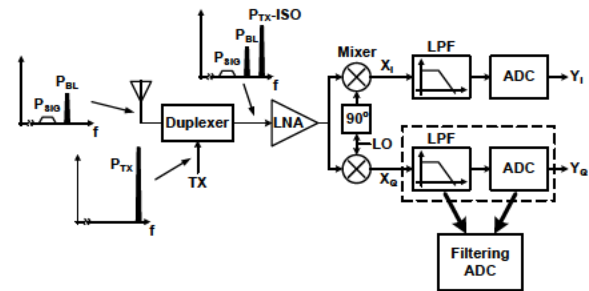 P_TX-ISO
P_BL
P_SIG
f
P_BL
P_SIG
f
P_TX
f
Duplexer
TX
LNA
Mixer
X_I
LPF
ADC
Y_I
90°
LO
X_Q
LPF
ADC
Y_Q
Filtering
ADC